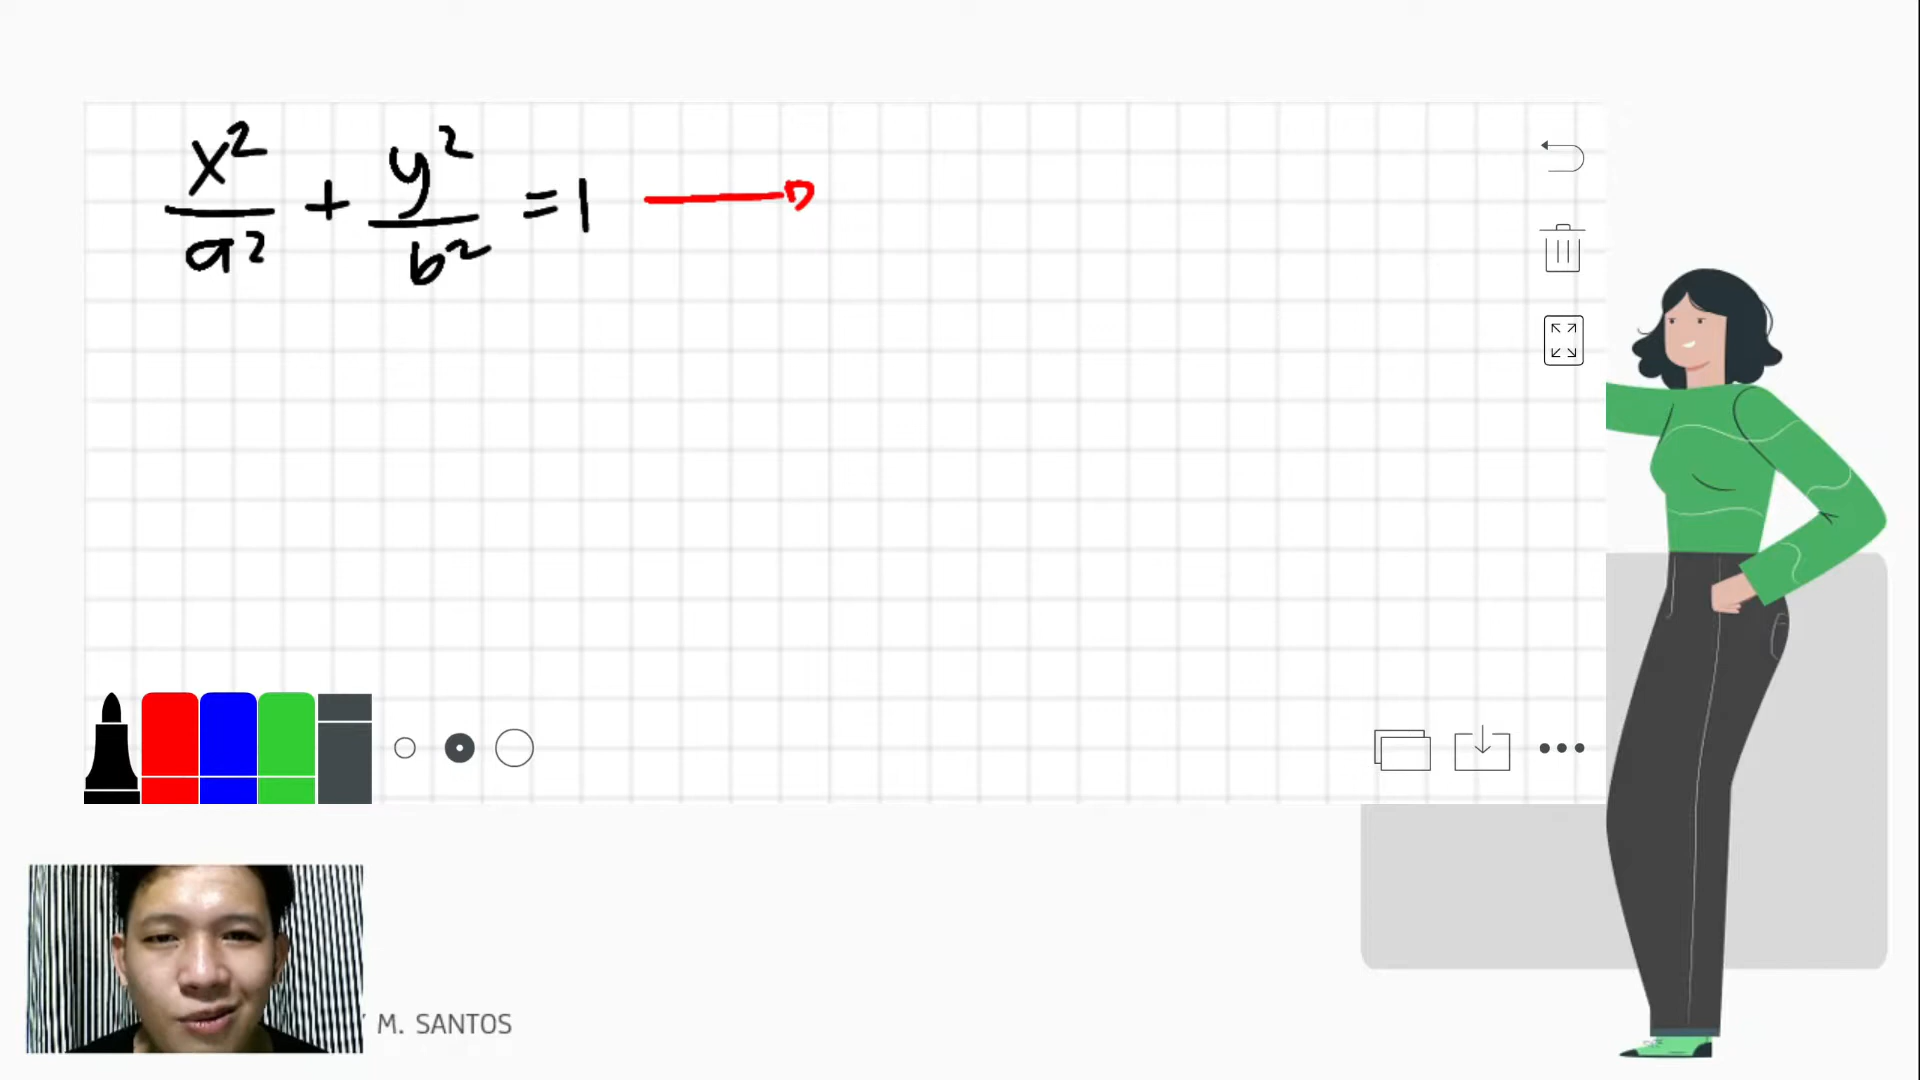 x²/a² + y²/b² = 1
M. SANTOS